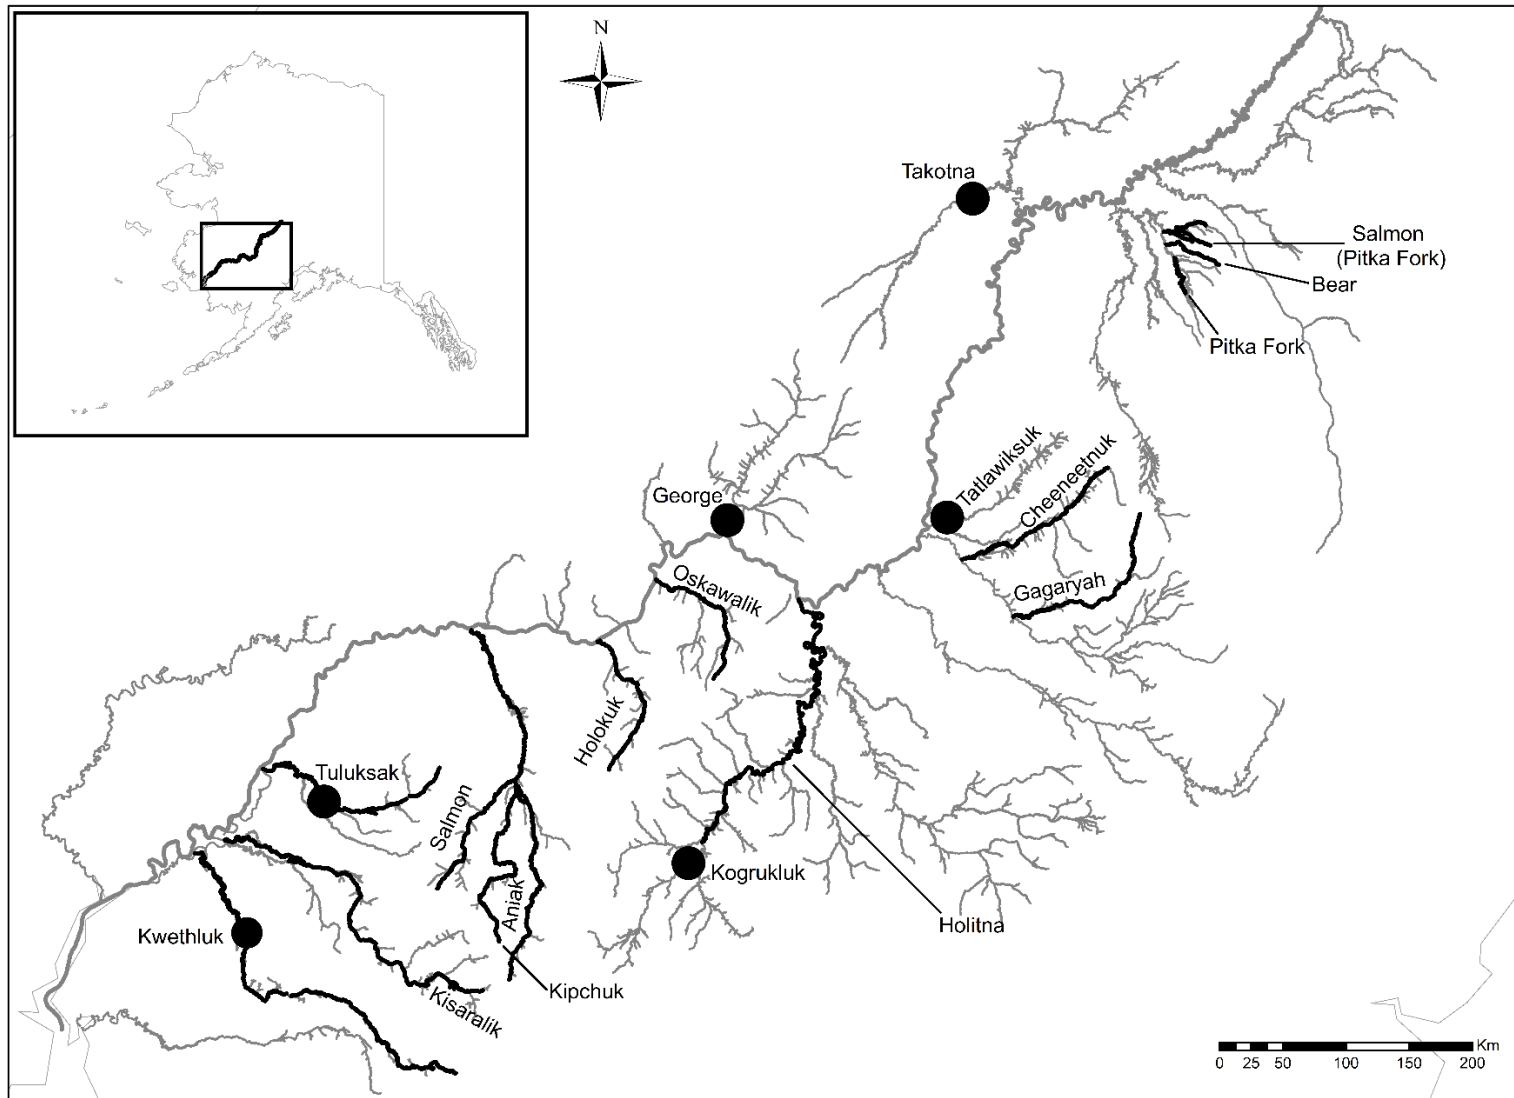 N
Takotna
Salmon
(Pitka Fork)
Bear
Pitka Fork
Tatlawiksuk
Cheeneetnuk
George
Gagaryah
Oskawalik
Holokuk
Tuluksak
Salmon
Aniak
Kogrukluk
Holitna
Kwethluk
Kipchuk
Kisaralik
Km
0 25 50 100 150 200